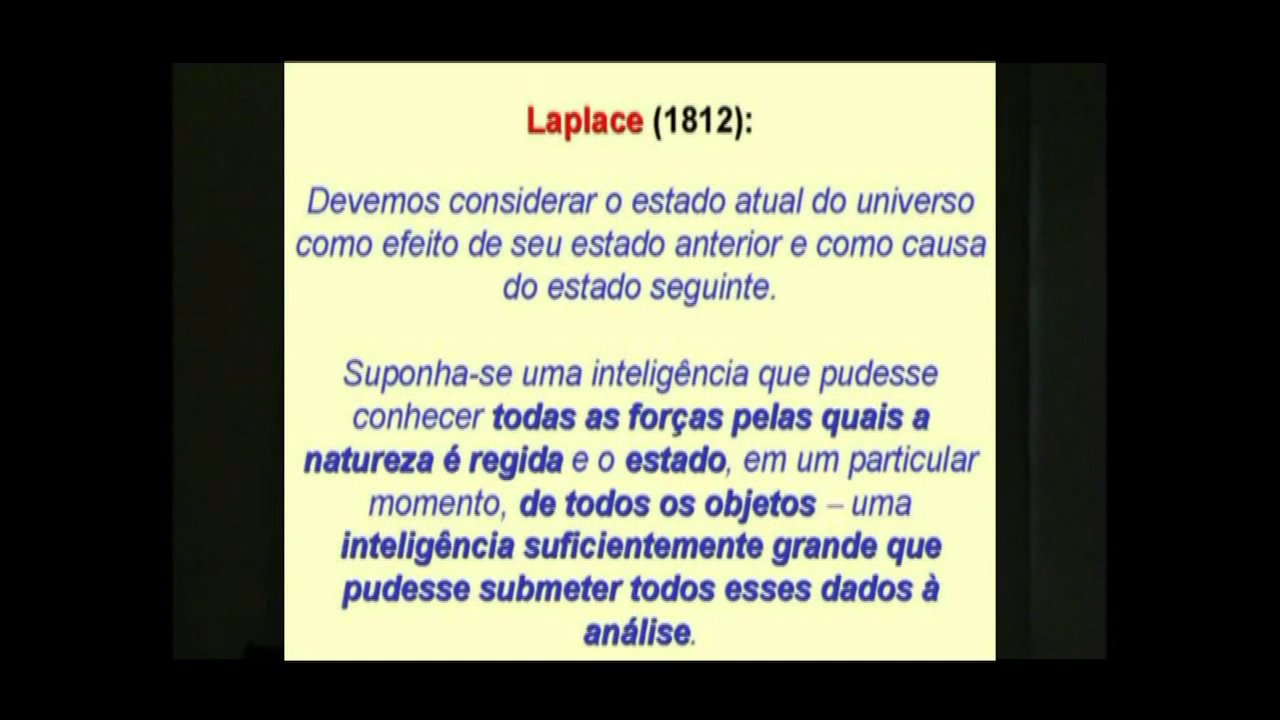 Laplace (1812):
Devemos considerar o estado atual do universo
como efeito de seu estado anterior e como causa
do estado seguinte.
Suponha-se uma inteligência que pudesse
conhecer todas as forças pelas quais a
natureza é regida e o estado, em um particular
momento, de todos os objetos – uma
inteligência suficientemente grande que
pudesse submeter todos esses dados à
análise.